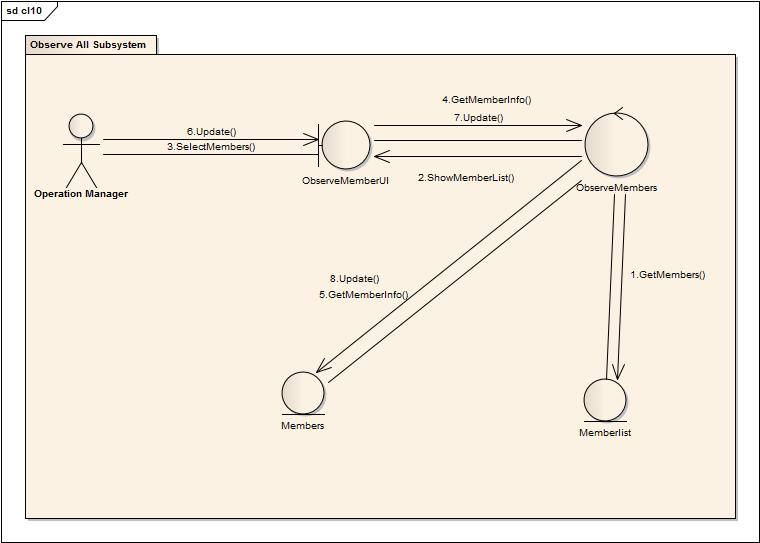 sd cl10
Observe All Subsystem
4.GetMemberInfo()
6.Update()
7.Update()
3.SelectMembers()
2.ShowMemberList()
ObserveMemberUI
Operation Manager
ObserveMembers
8.Update()
1.GetMembers()
5.GetMemberInfo()
Members
Memberlist